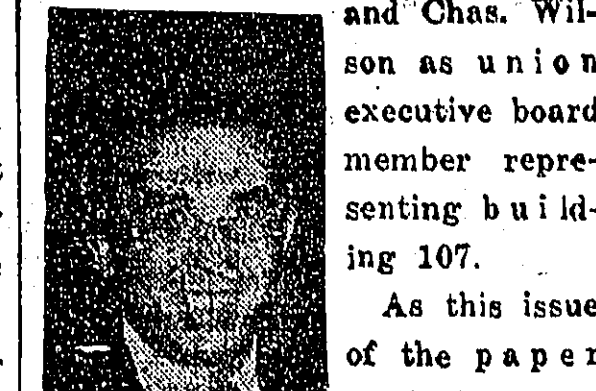 and Chas. Wil-
son as union
executive board
member repre-
senting build-
ing 107.
As this issue
of the paper